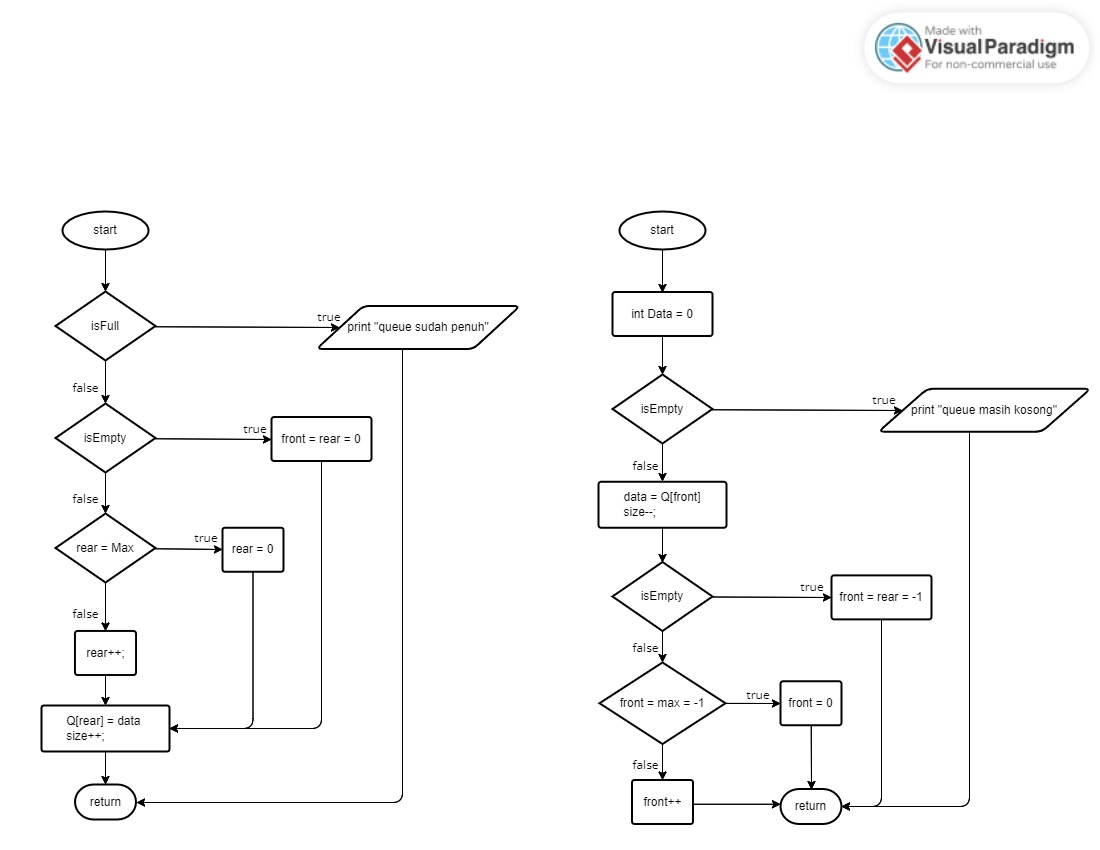 Made with
Visual Paradigm
For non-commercial use
start
isFull
true
print "queue sudah penuh"
false
isEmpty
true
front = rear = 0
false
rear = Max
true
rear = 0
false
rear++;
Q[rear] = data
size++;
return
start
int Data = 0
isEmpty
true
print "queue masih kosong"
false
data = Q[front]
size--;
isEmpty
true
front = rear = -1
false
front = max = -1
true
front = 0
false
front++
return